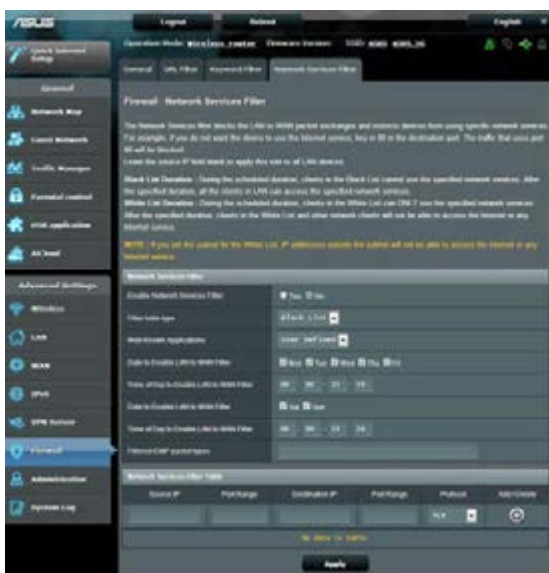 ASUS
Logout
Reboot
English
Quick Internet Setup
Operation Mode: Wireless router Firmware Version: SSID: ASUS ASUS_5G
General
URL Filter
Keyword Filter
Network Services Filter
General
Network Map
Guest Network
Traffic Manager
Parental control
USB application
AiCloud
Advanced Settings
Wireless
LAN
WAN
IPv6
VPN Server
Firewall
Administration
System Log
Firewall - Network Services Filter
The Network Services filter blocks the LAN to WAN packet exchanges and restricts devices from using specific network services.
For example, if you do not want the device to use the Internet service, key in 80 in the destination port. The traffic that uses port
80 will be blocked.
Leave the source IP field blank to apply this rule to all LAN devices.
Black List Duration : During the scheduled duration, clients in the Black List cannot use the specified network services. After
the specified duration, all the clients in LAN can access the specified network services.
White List Duration : During the scheduled duration, clients in the White List can ONLY use the specified network services.
After the specified duration, clients in the White List and other network clients will not be able to access the Internet or any
Internet service.
NOTE : If you set the subnet for the White List, IP addresses outside the subnet will not be able to access the Internet or any
Internet service.
Network Services Filter
Enable Network Services Filter Yes No
Filter table type Black List
Well-Known Applications User Defined
Date to Enable LAN to WAN Filter Mon Tue Wed Thu Fri
Time of Day to Enable LAN to WAN Filter 00 : 00 - 23 : 59
Date to Enable LAN to WAN Filter Sat Sun
Time of Day to Enable LAN to WAN Filter 00 : 00 - 23 : 59
Filtered ICMP packet types
Network Services Filter Table
Source IP Port Range Destination IP Port Range Protocol Add / Delete
TCP
No data in table.
Apply